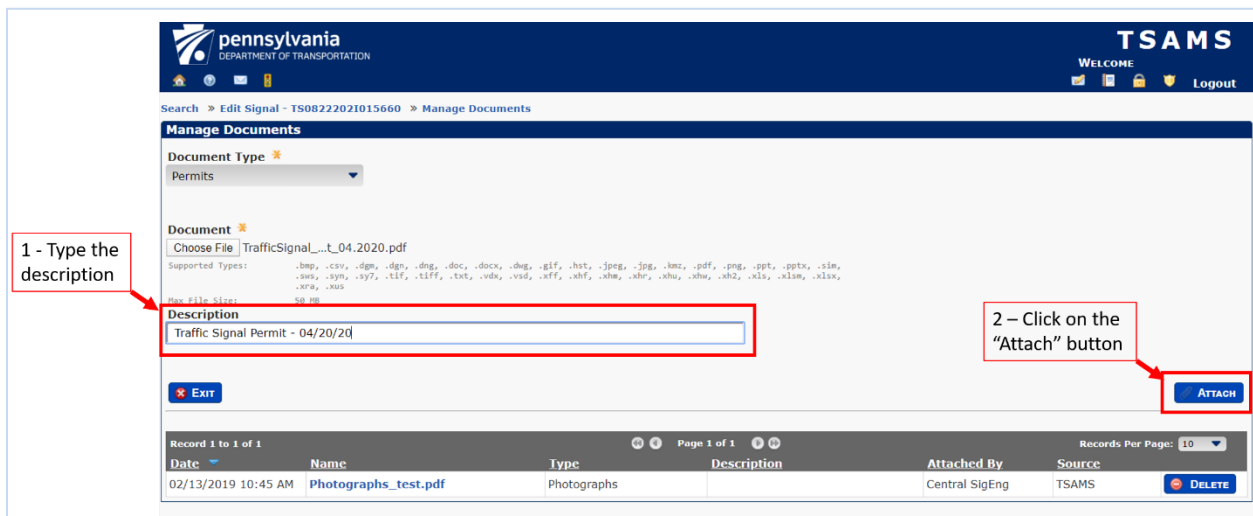 pennsylvania
DEPARTMENT OF TRANSPORTATION
TSAMS
WELCOME
Logout
Search » Edit Signal - TS0822202I015660 » Manage Documents
Manage Documents
Document Type
Permits
Document
Choose File TrafficSignal_...t_04.2020.pdf
Supported Types: .bmp, .csv, .dgm, .dgn, .dng, .doc, .docx, .dwg, .gif, .hst, .jpeg, .jpg, .kmz, .pdf, .png, .ppt, .pptx, .sim,
.sws, .syn, .sy7, .tif, .tiff, .txt, .vdx, .vsd, .xff, .xhf, .xhm, .xhr, .xhu, .xhw, .xh2, .xls, .xlsm, .xlsx,
.xra, .xus
Max File Size: 50 MB
1 - Type the
description
Description
Traffic Signal Permit - 04/20/20
2 – Click on the
“Attach” button
EXIT
ATTACH
Record 1 to 1 of 1 Page 1 of 1 Records Per Page: 10
Date Name Type Description Attached By Source
02/13/2019 10:45 AM Photographs_test.pdf Photographs Central SigEng TSAMS DELETE